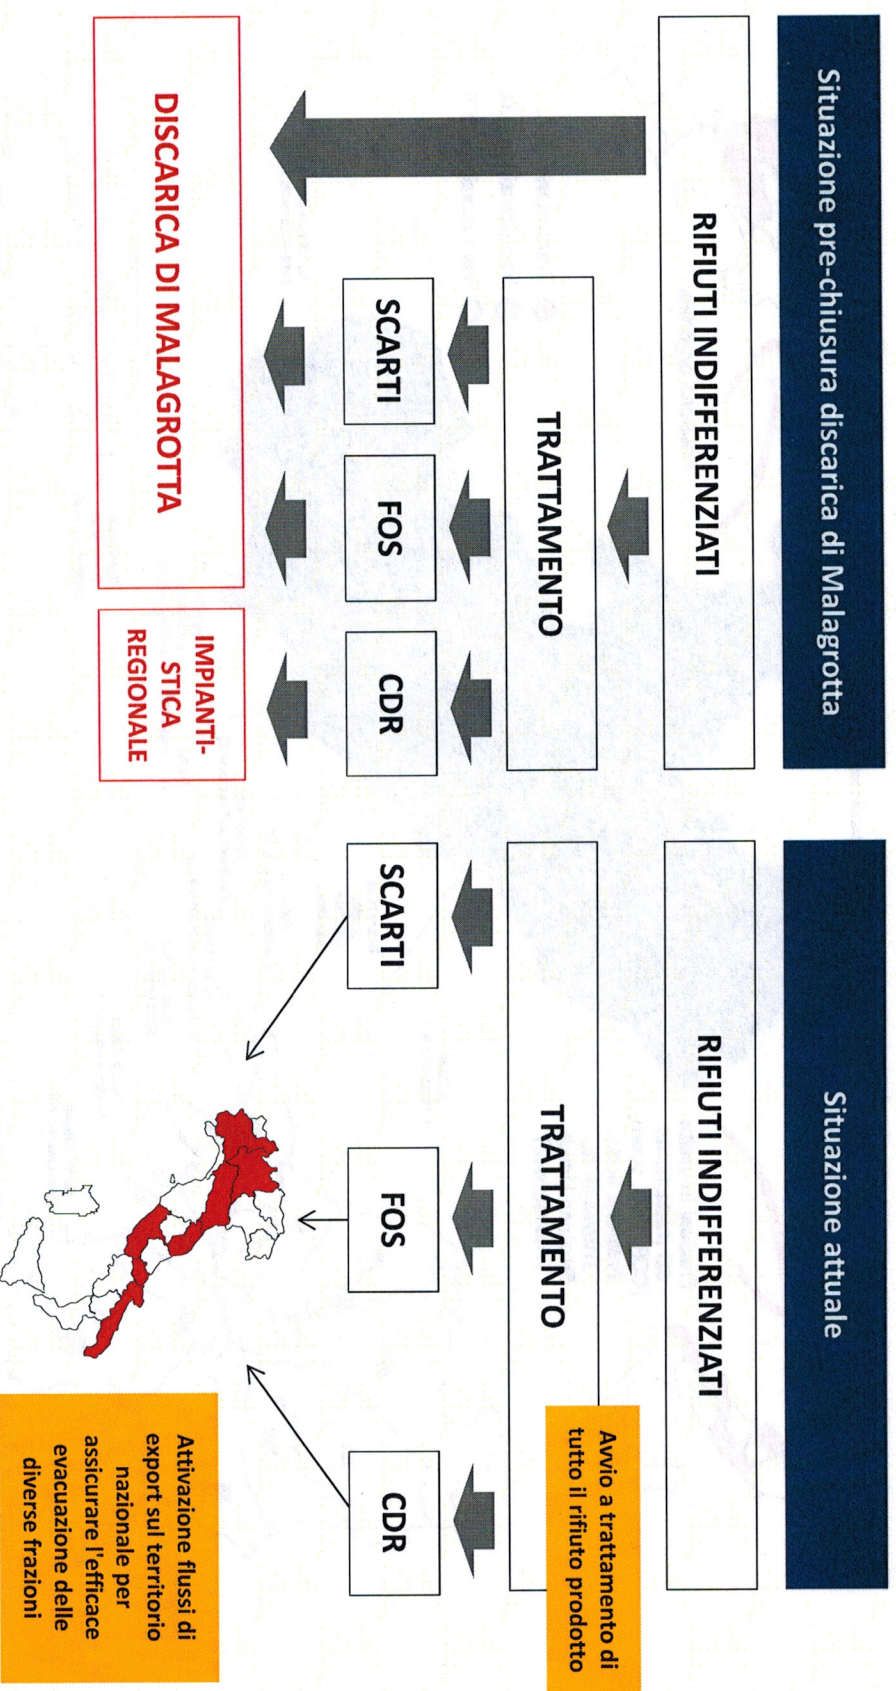 Situazione pre-chiusura discarica di Malagrotta
RIFIUTI INDIFFERENZIATI
TRATTAMENTO
SCARTI
FOS
CDR
DISCARICA DI MALAGROTTA
IMPIANTI-
STICA
REGIONALE
Situazione attuale
RIFIUTI INDIFFERENZIATI
Avvio a trattamento di
tutto il rifiuto prodotto
TRATTAMENTO
SCARTI
FOS
CDR
Attivazione flussi di
export sul territorio
nazionale per
assicurare l'efficace
evacuazione delle
diverse frazioni